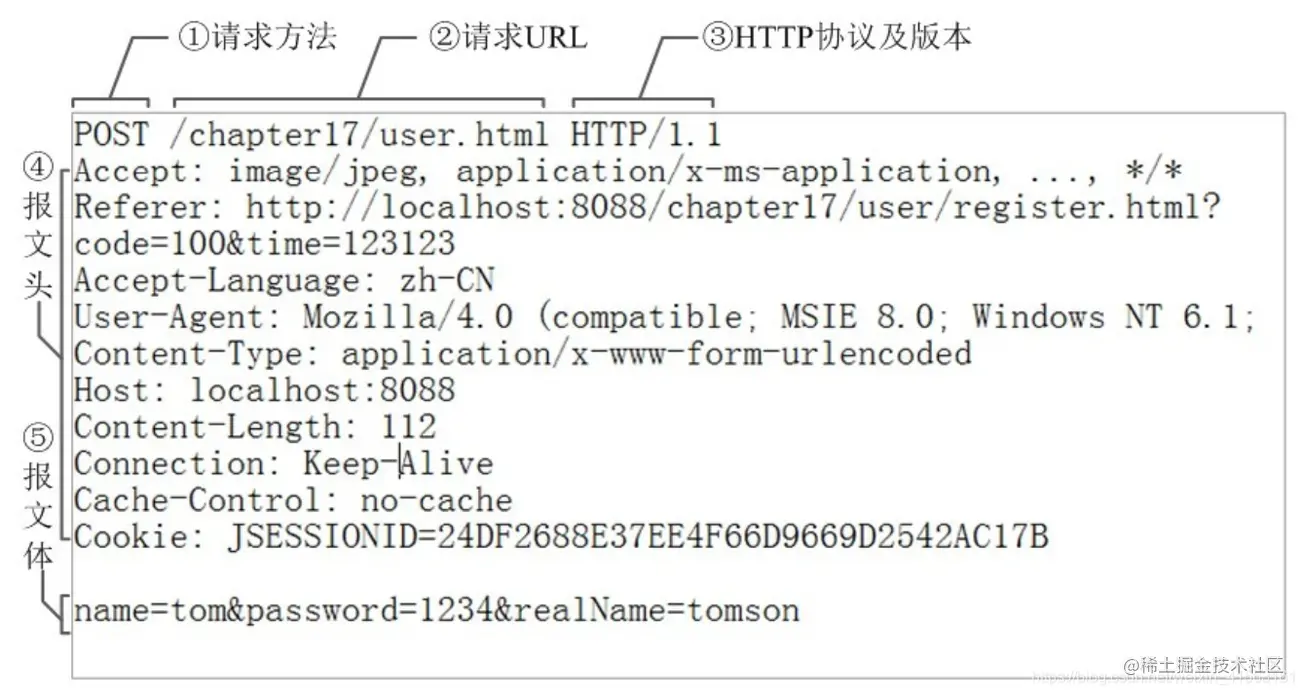 ①请求方法 ②请求URL ③HTTP协议及版本
POST /chapter17/user.html HTTP/1.1
④报文头
Accept: image/jpeg, application/x-ms-application, ..., */*
Referer: http://localhost:8088/chapter17/user/register.html?
code=100&time=123123
Accept-Language: zh-CN
User-Agent: Mozilla/4.0 (compatible; MSIE 8.0; Windows NT 6.1;
Content-Type: application/x-www-form-urlencoded
Host: localhost:8088
Content-Length: 112
Connection: Keep-Alive
Cache-Control: no-cache
Cookie: JSESSIONID=24DF2688E37EE4F66D9669D2542AC17B
⑤报文体
name=tom&password=1234&realName=tomson
@稀土掘金技术社区